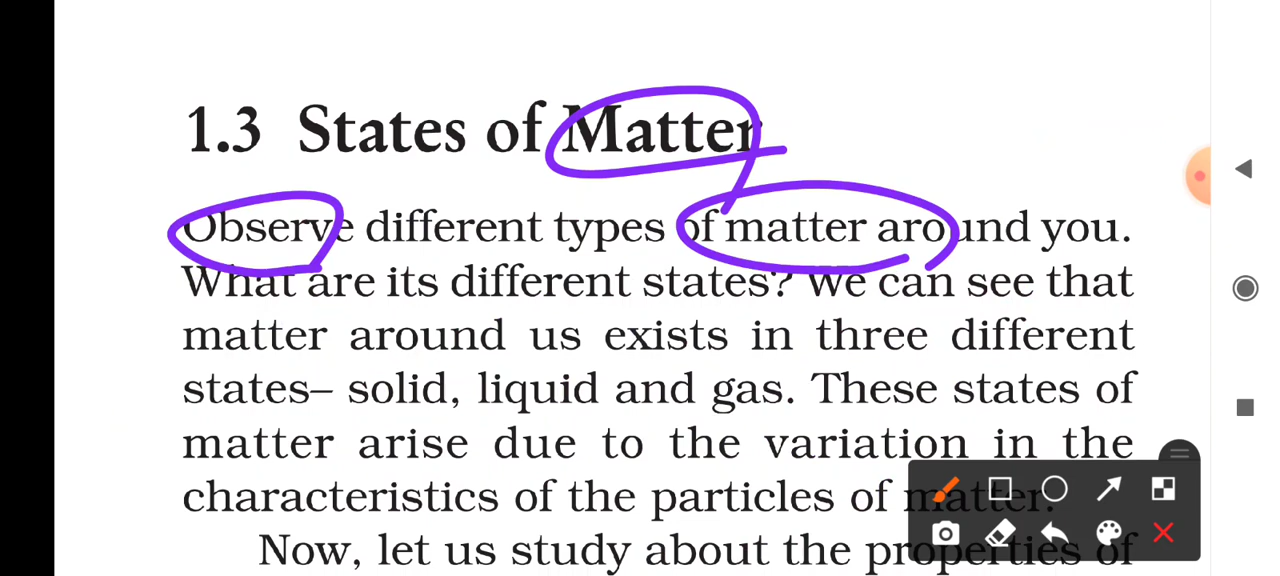 1.3 States of Matter
Observe different types of matter around you.
What are its different states? We can see that
matter around us exists in three different
states– solid, liquid and gas. These states of
matter arise due to the variation in the
characteristics of the particles of matter.
Now, let us study about the properties of